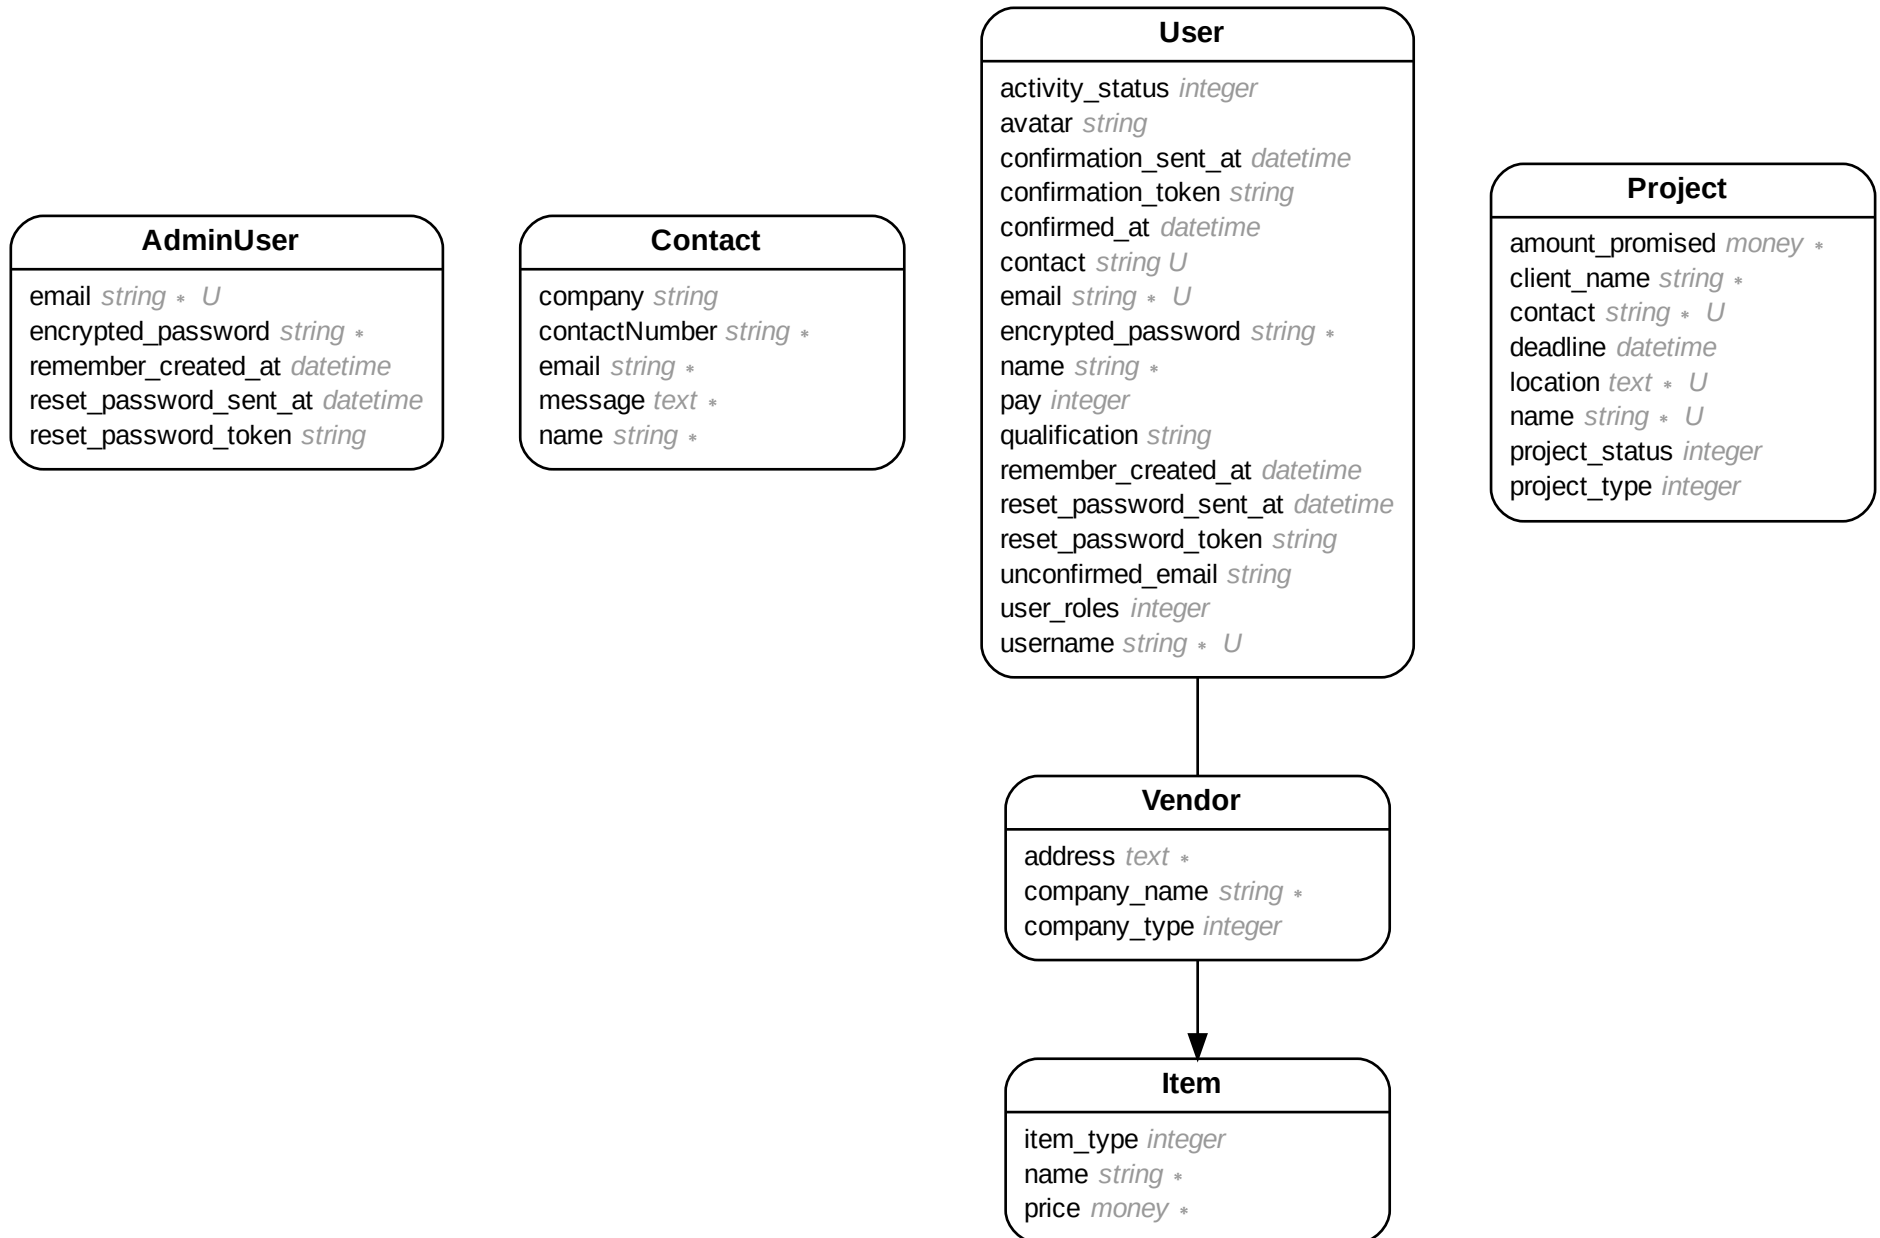 AdminUser
email string * U
encrypted_password string *
remember_created_at datetime
reset_password_sent_at datetime
reset_password_token string
Contact
company string
contactNumber string *
email string *
message text *
name string *
User
activity_status integer
avatar string
confirmation_sent_at datetime
confirmation_token string
confirmed_at datetime
contact string U
email string * U
encrypted_password string *
name string *
pay integer
qualification string
remember_created_at datetime
reset_password_sent_at datetime
reset_password_token string
unconfirmed_email string
user_roles integer
username string * U
Project
amount_promised money *
client_name string *
contact string * U
deadline datetime
location text * U
name string * U
project_status integer
project_type integer
Vendor
address text *
company_name string *
company_type integer
Item
item_type integer
name string *
price money *